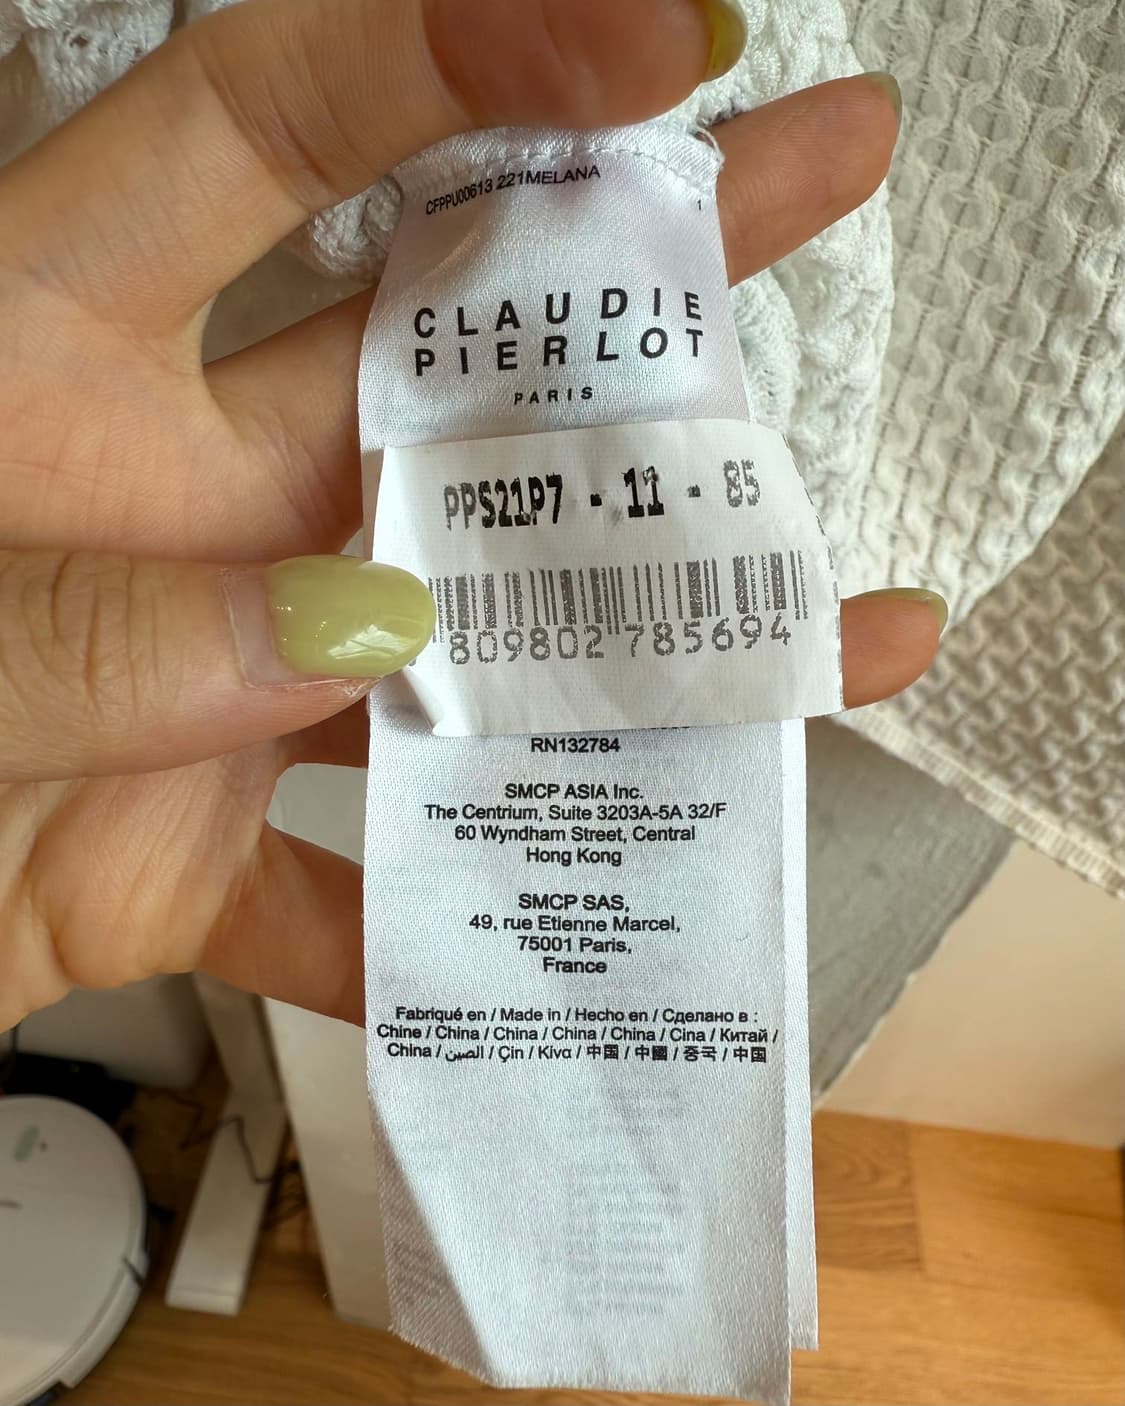 CFPPU00613 221MELANA
1
CLAUDIE
PIERLOT
PARIS
PPS21P7 - 11 - 85
809802 785694
RN132784
SMCP ASIA Inc.
The Centrium, Suite 3203A-5A 32/F
60 Wyndham Street, Central
Hong Kong
SMCP SAS,
49, rue Etienne Marcel,
75001 Paris,
France
Fabriqué en / Made in / Hecho en / Сделано в :
Chine / China / China / China / China / Cina / Китай /
China / الصين / Çin / Κίνα / 中国 / 中國 / 중국 / 中国